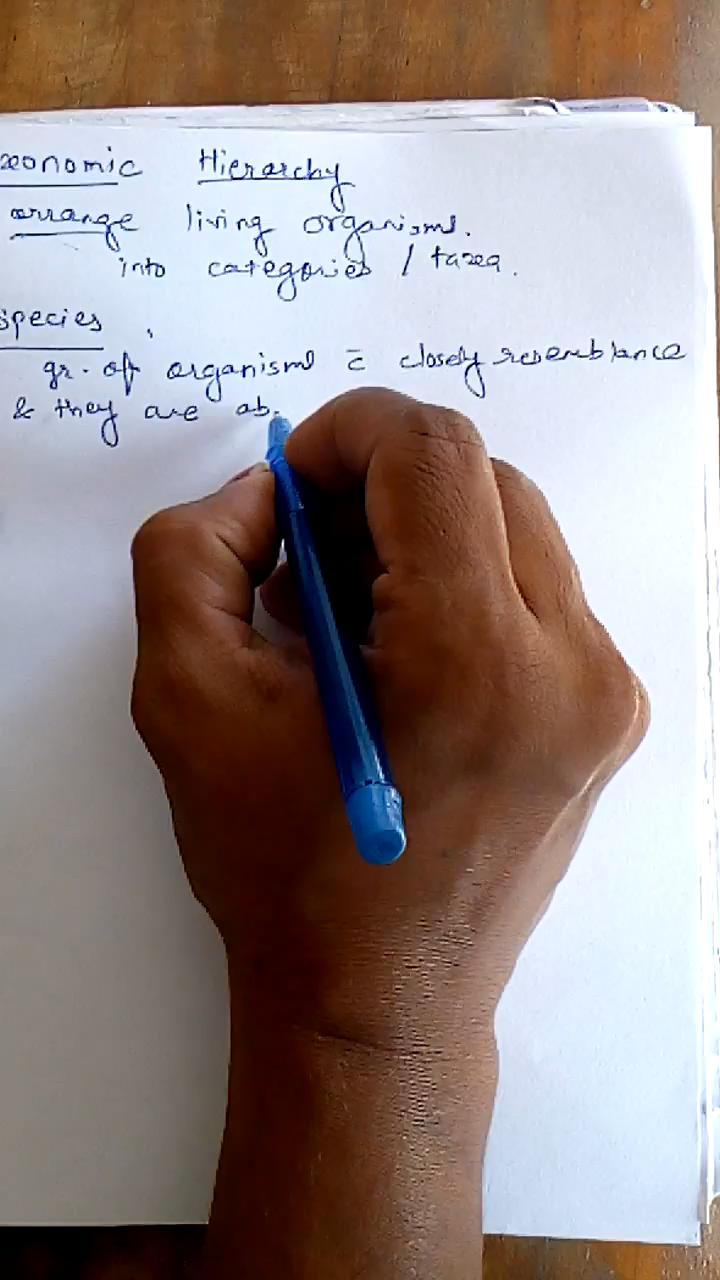 xonomic Hierarchy
arrange living organisms.
into categories / taxa.
species
gr. of organisms c̄ closely resemblance
& they are ab